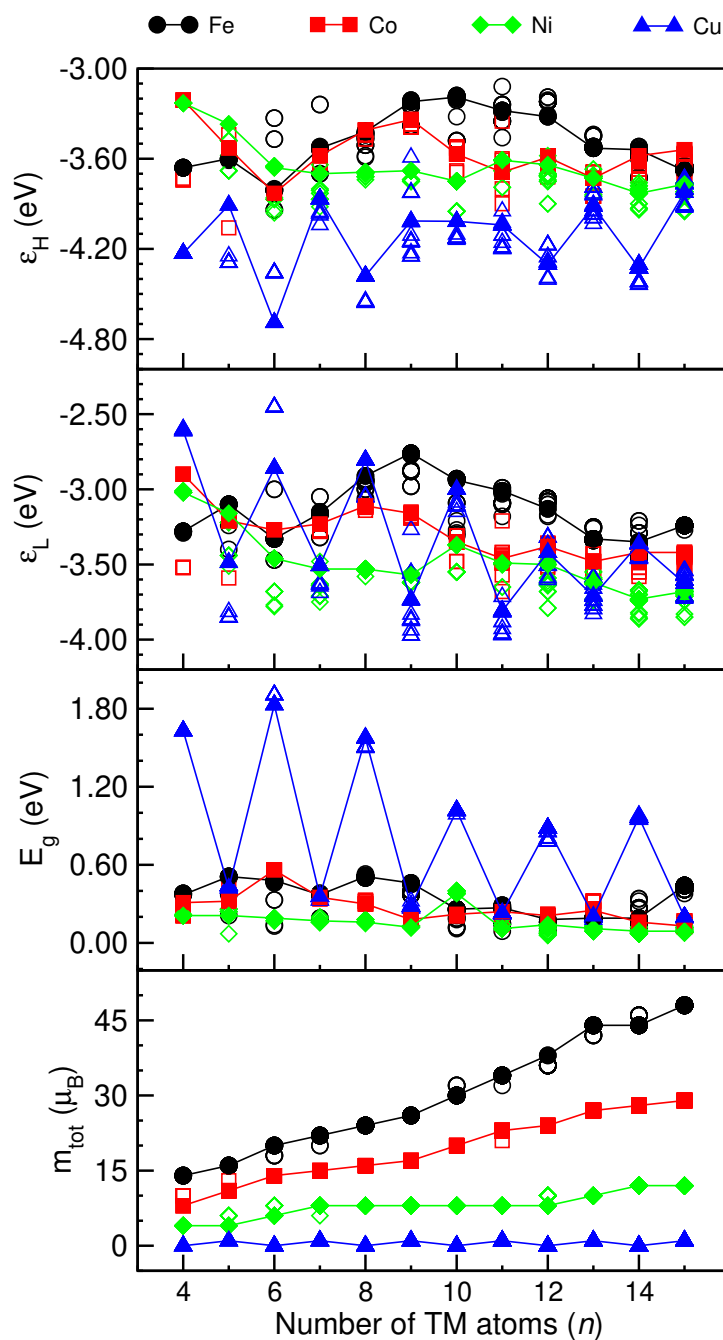 Fe Co Ni Cu
-3.00
-3.60
-4.20
-4.80
ε_H (eV)
-2.50
-3.00
-3.50
-4.00
ε_L (eV)
1.80
1.20
0.60
0.00
E_g (eV)
45
30
15
0
m_tot (μ_B)
4 6 8 10 12 14
Number of TM atoms (n)